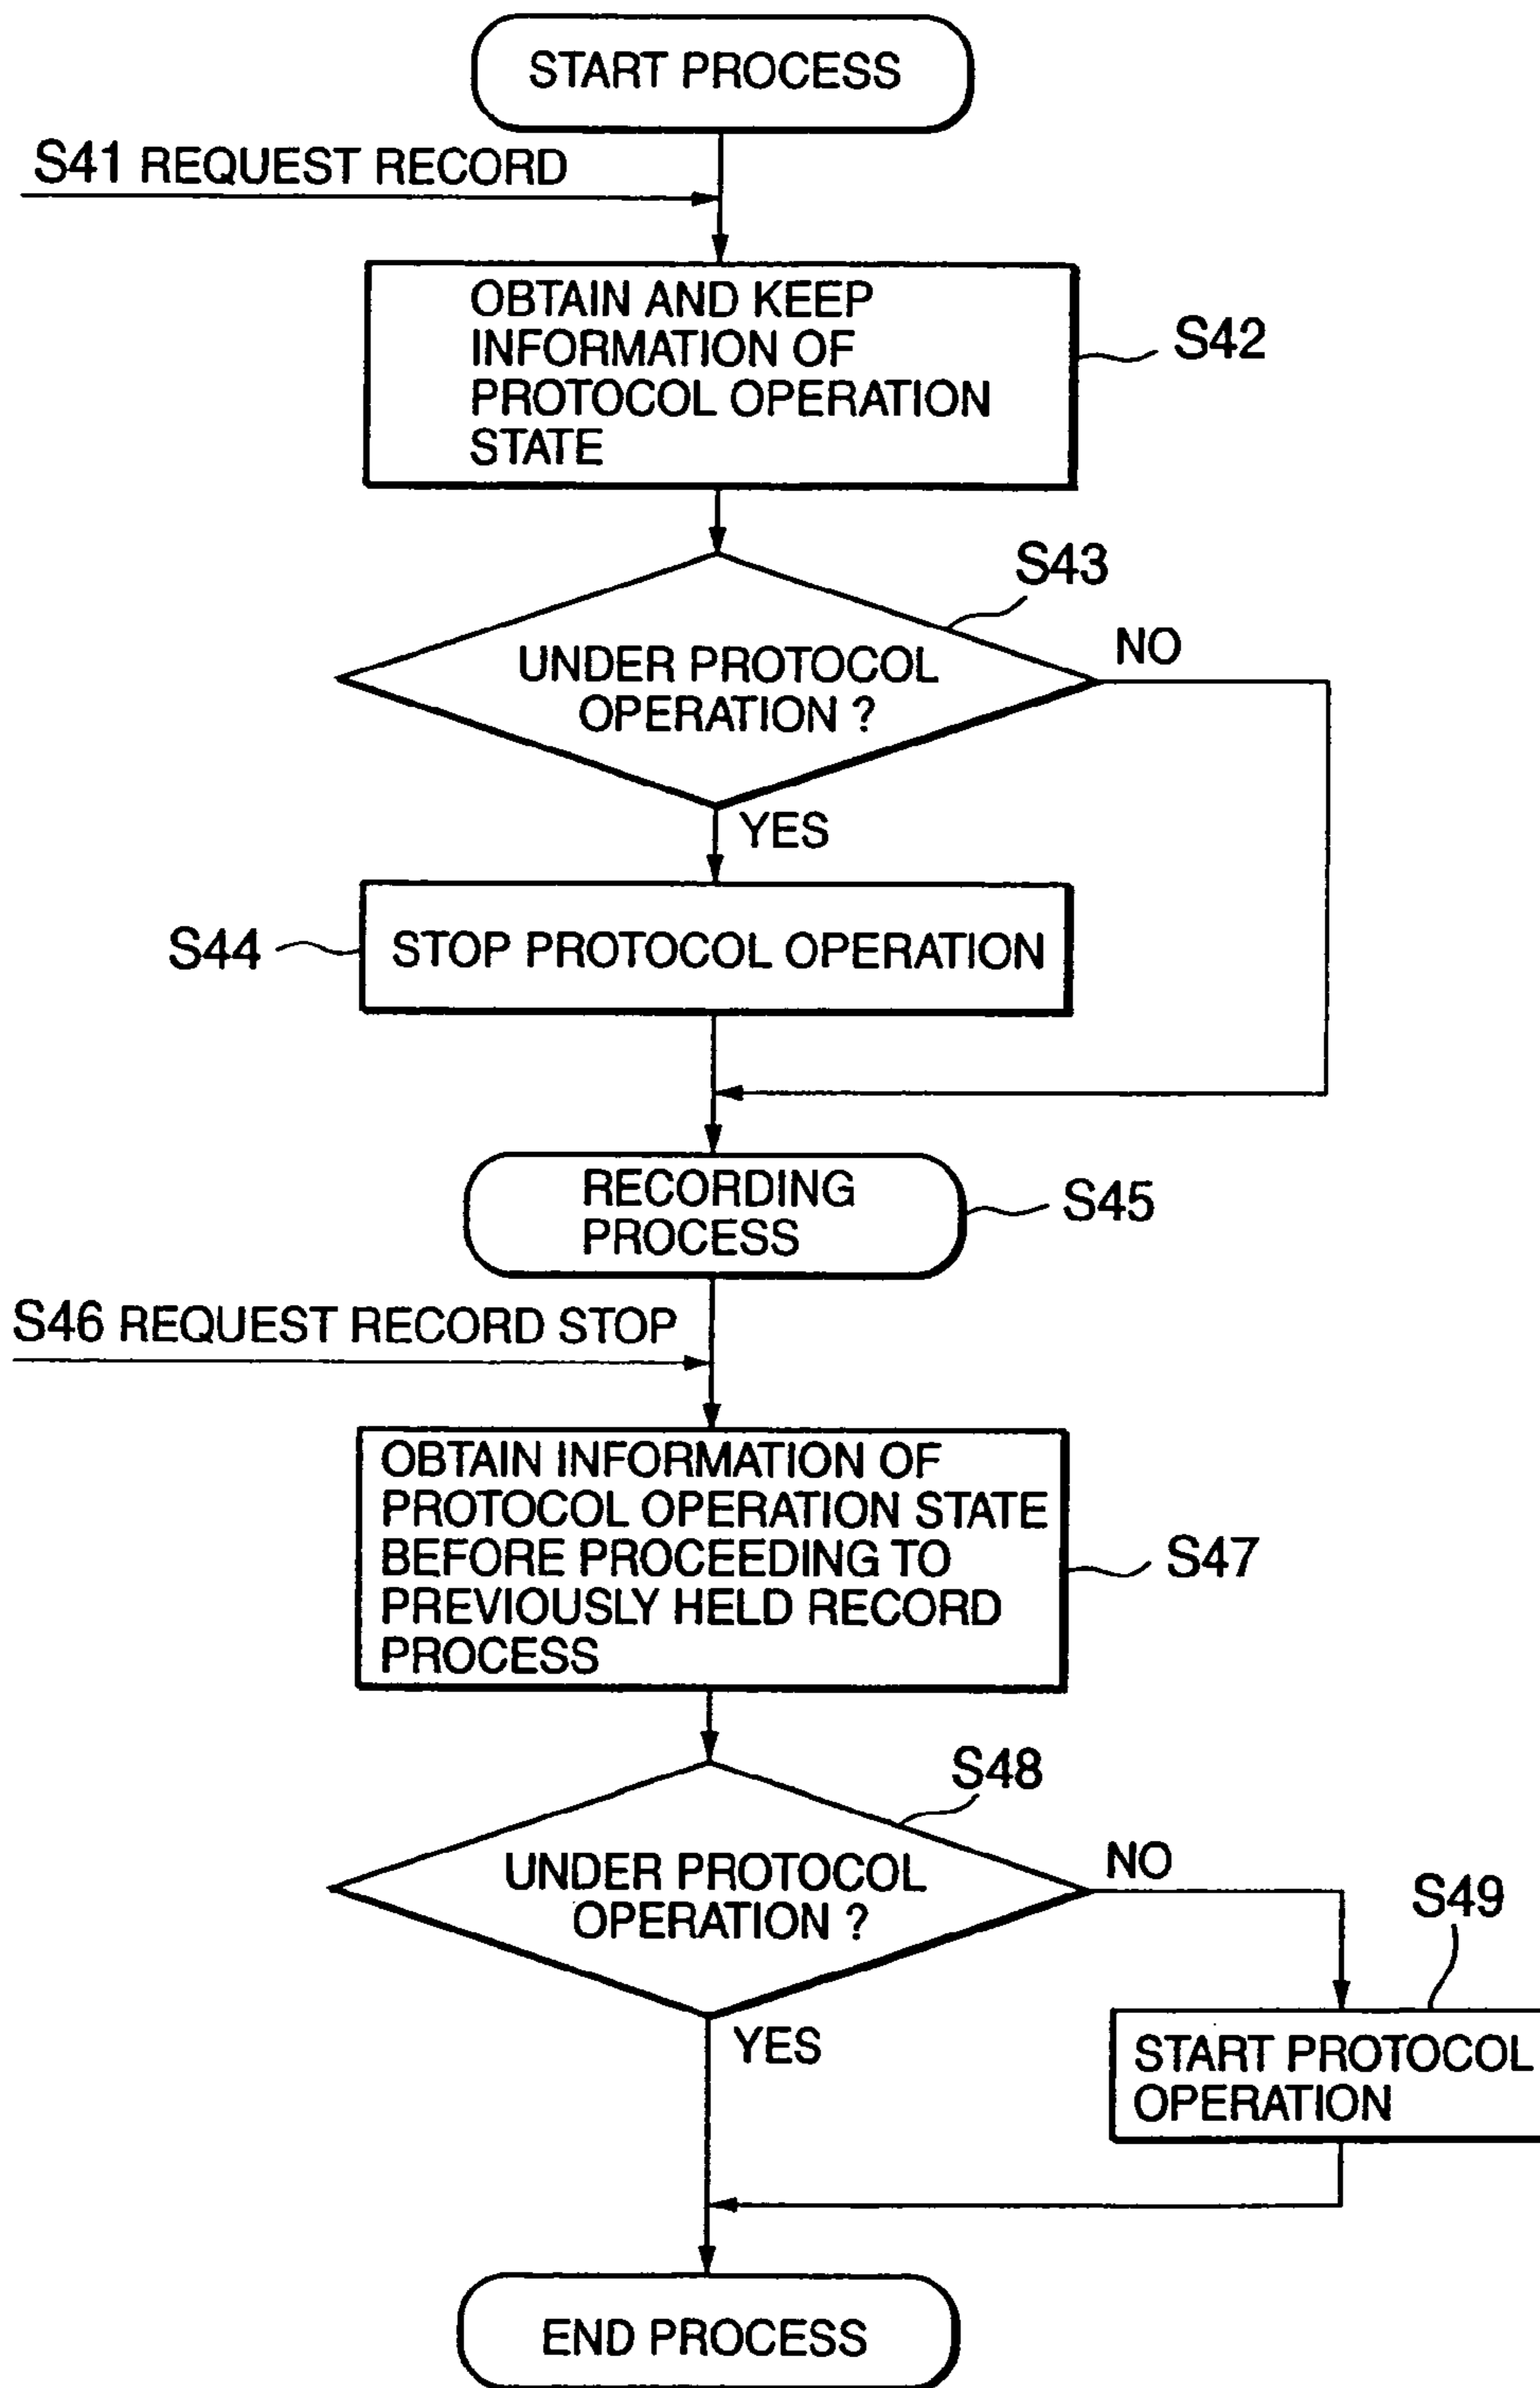 START PROCESS
S41 REQUEST RECORD
OBTAIN AND KEEP
INFORMATION OF
PROTOCOL OPERATION
STATE
S42
S43
UNDER PROTOCOL
OPERATION ?
NO
YES
S44
STOP PROTOCOL OPERATION
RECORDING
PROCESS
S45
S46 REQUEST RECORD STOP
OBTAIN INFORMATION OF
PROTOCOL OPERATION STATE
BEFORE PROCEEDING TO
PREVIOUSLY HELD RECORD
PROCESS
S47
S48
UNDER PROTOCOL
OPERATION ?
NO
S49
YES
START PROTOCOL
OPERATION
END PROCESS